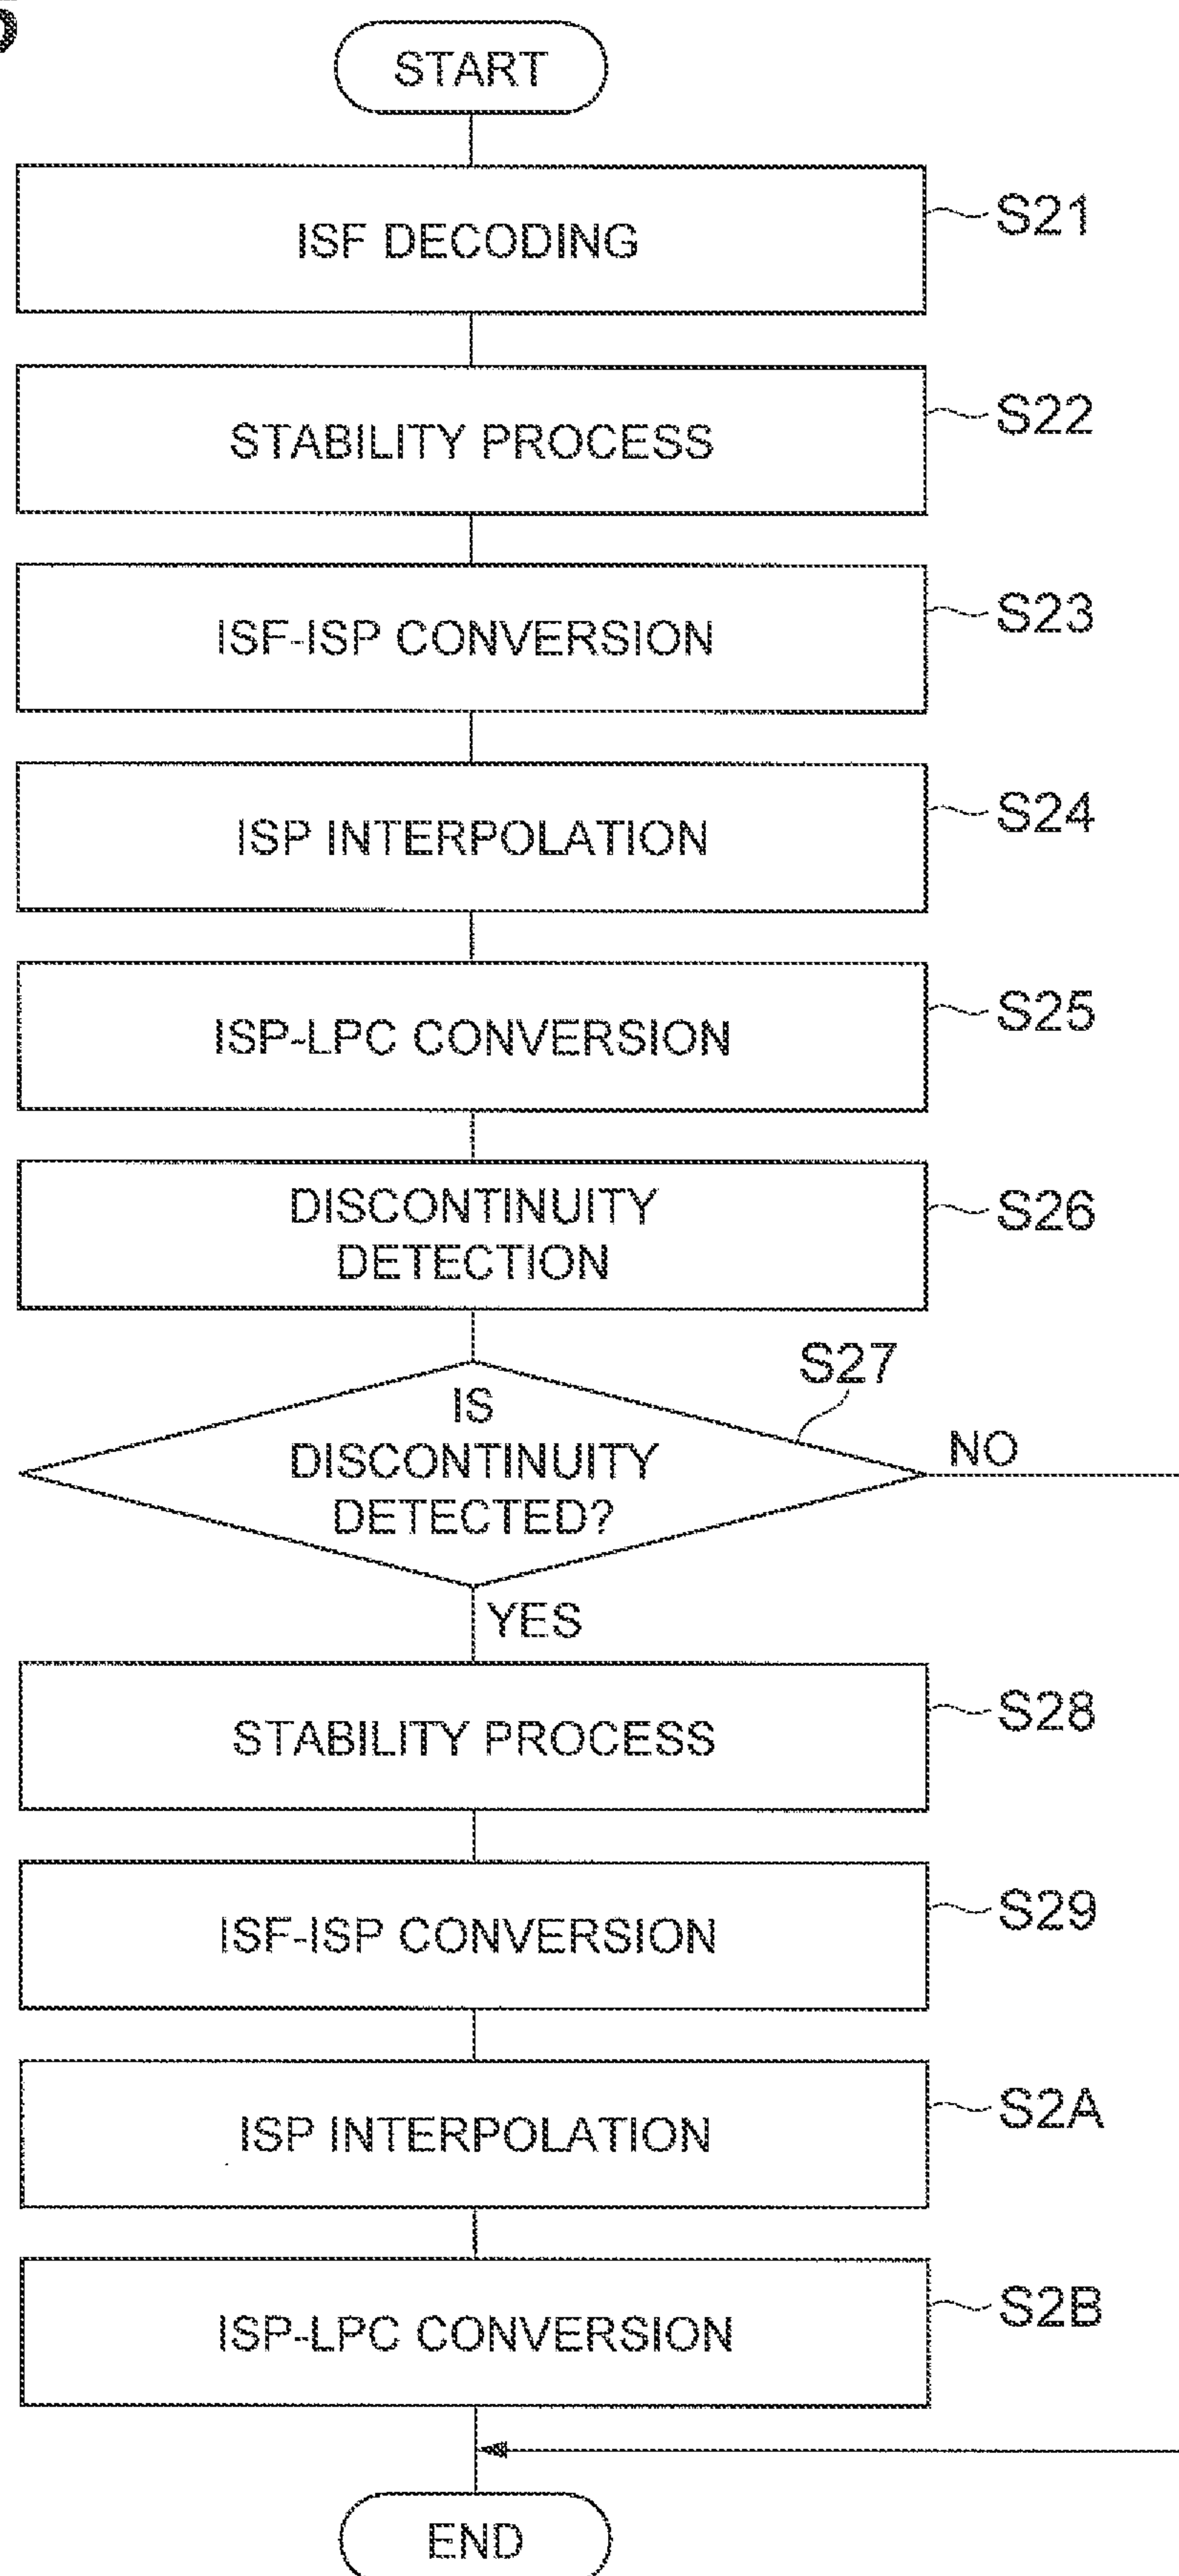 START
ISF DECODING
S21
STABILITY PROCESS
S22
ISF-ISP CONVERSION
S23
ISP INTERPOLATION
S24
ISP-LPC CONVERSION
S25
DISCONTINUITY
DETECTION
S26
S27
IS
DISCONTINUITY
DETECTED?
NO
YES
STABILITY PROCESS
S28
ISF-ISP CONVERSION
S29
ISP INTERPOLATION
S2A
ISP-LPC CONVERSION
S2B
END